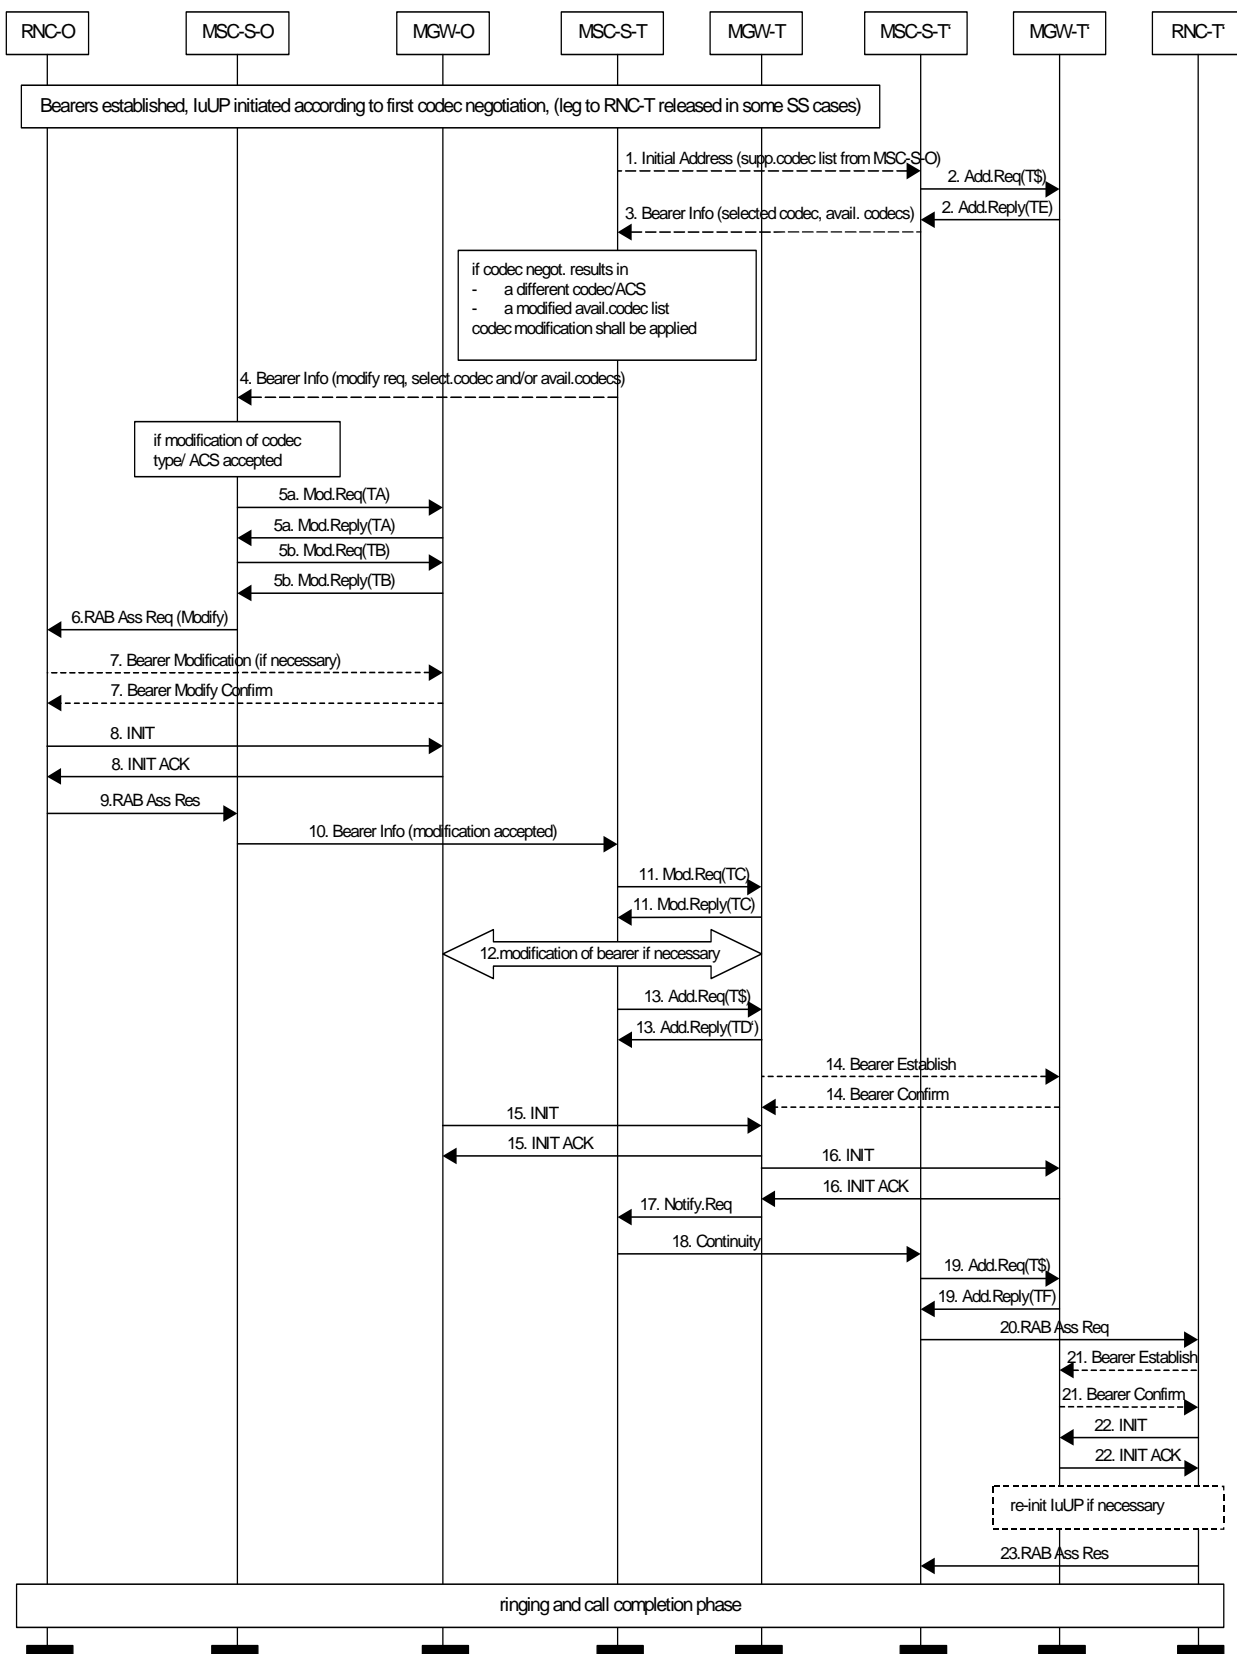 RNC-O
MSC-S-O
MGW-O
MSC-S-T
MGW-T
MSC-S-T'
MGW-T'
RNC-T'
Bearers established, IuUP initiated according to first codec negotiation, (leg to RNC-T released in some SS cases)
1. Initial Address (supp.codec list from MSC-S-O)
2. Add.Req(T$)
2. Add.Reply(TE)
3. Bearer Info (selected codec, avail. codecs)
if codec negot. results in
- a different codec/ACS
- a modified avail.codec list
codec modification shall be applied
4. Bearer Info (modify req, select.codec and/or avail.codecs)
if modification of codec
type/ ACS accepted
5a. Mod.Req(TA)
5a. Mod.Reply(TA)
5b. Mod.Req(TB)
5b. Mod.Reply(TB)
6.RAB Ass Req (Modify)
7. Bearer Modification (if necessary)
7. Bearer Modify Confirm
8. INIT
8. INIT ACK
9.RAB Ass Res
10. Bearer Info (modification accepted)
11. Mod.Req(TC)
11. Mod.Reply(TC)
12.modification of bearer if necessary
13. Add.Req(T$)
13. Add.Reply(TD')
14. Bearer Establish
14. Bearer Confirm
15. INIT
15. INIT ACK
16. INIT
16. INIT ACK
17. Notify.Req
18. Continuity
19. Add.Req(T$)
19. Add.Reply(TF)
20.RAB Ass Req
21. Bearer Establish
21. Bearer Confirm
22. INIT
22. INIT ACK
re-init IuUP if necessary
23.RAB Ass Res
ringing and call completion phase